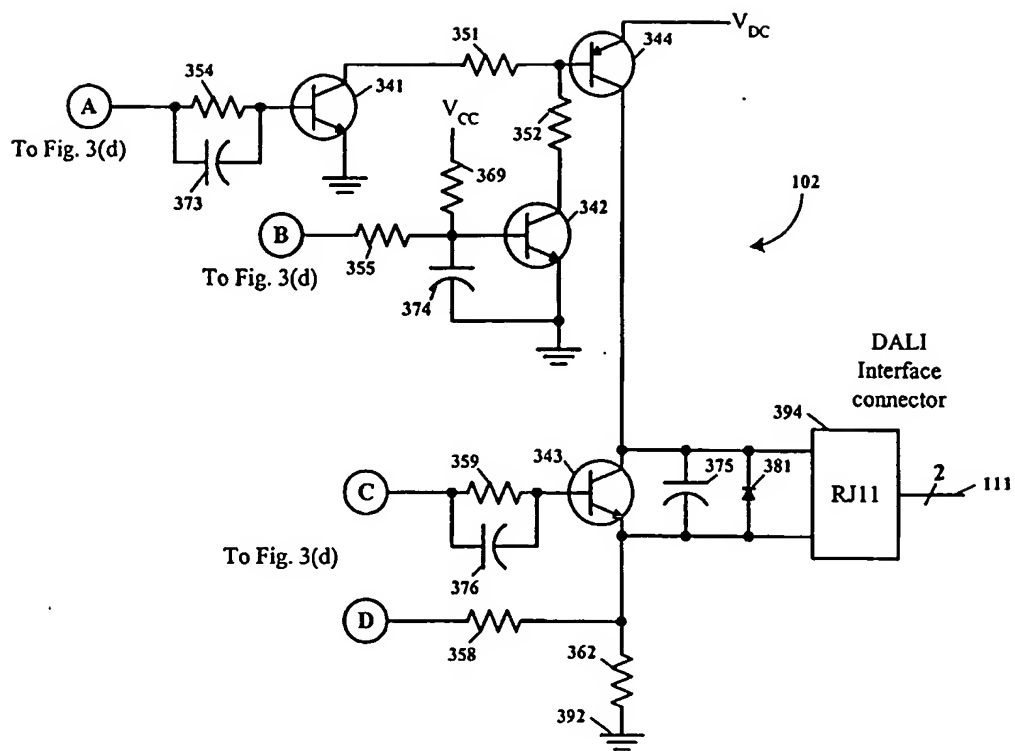 351
344
V_DC
354
A
341
352
V_CC
To Fig. 3(d)
373
369
342
102
B
355
To Fig. 3(d)
374
DALI
Interface
connector
394
359
343
375
381
C
RJ11
2
111
To Fig. 3(d)
376
D
358
362
392